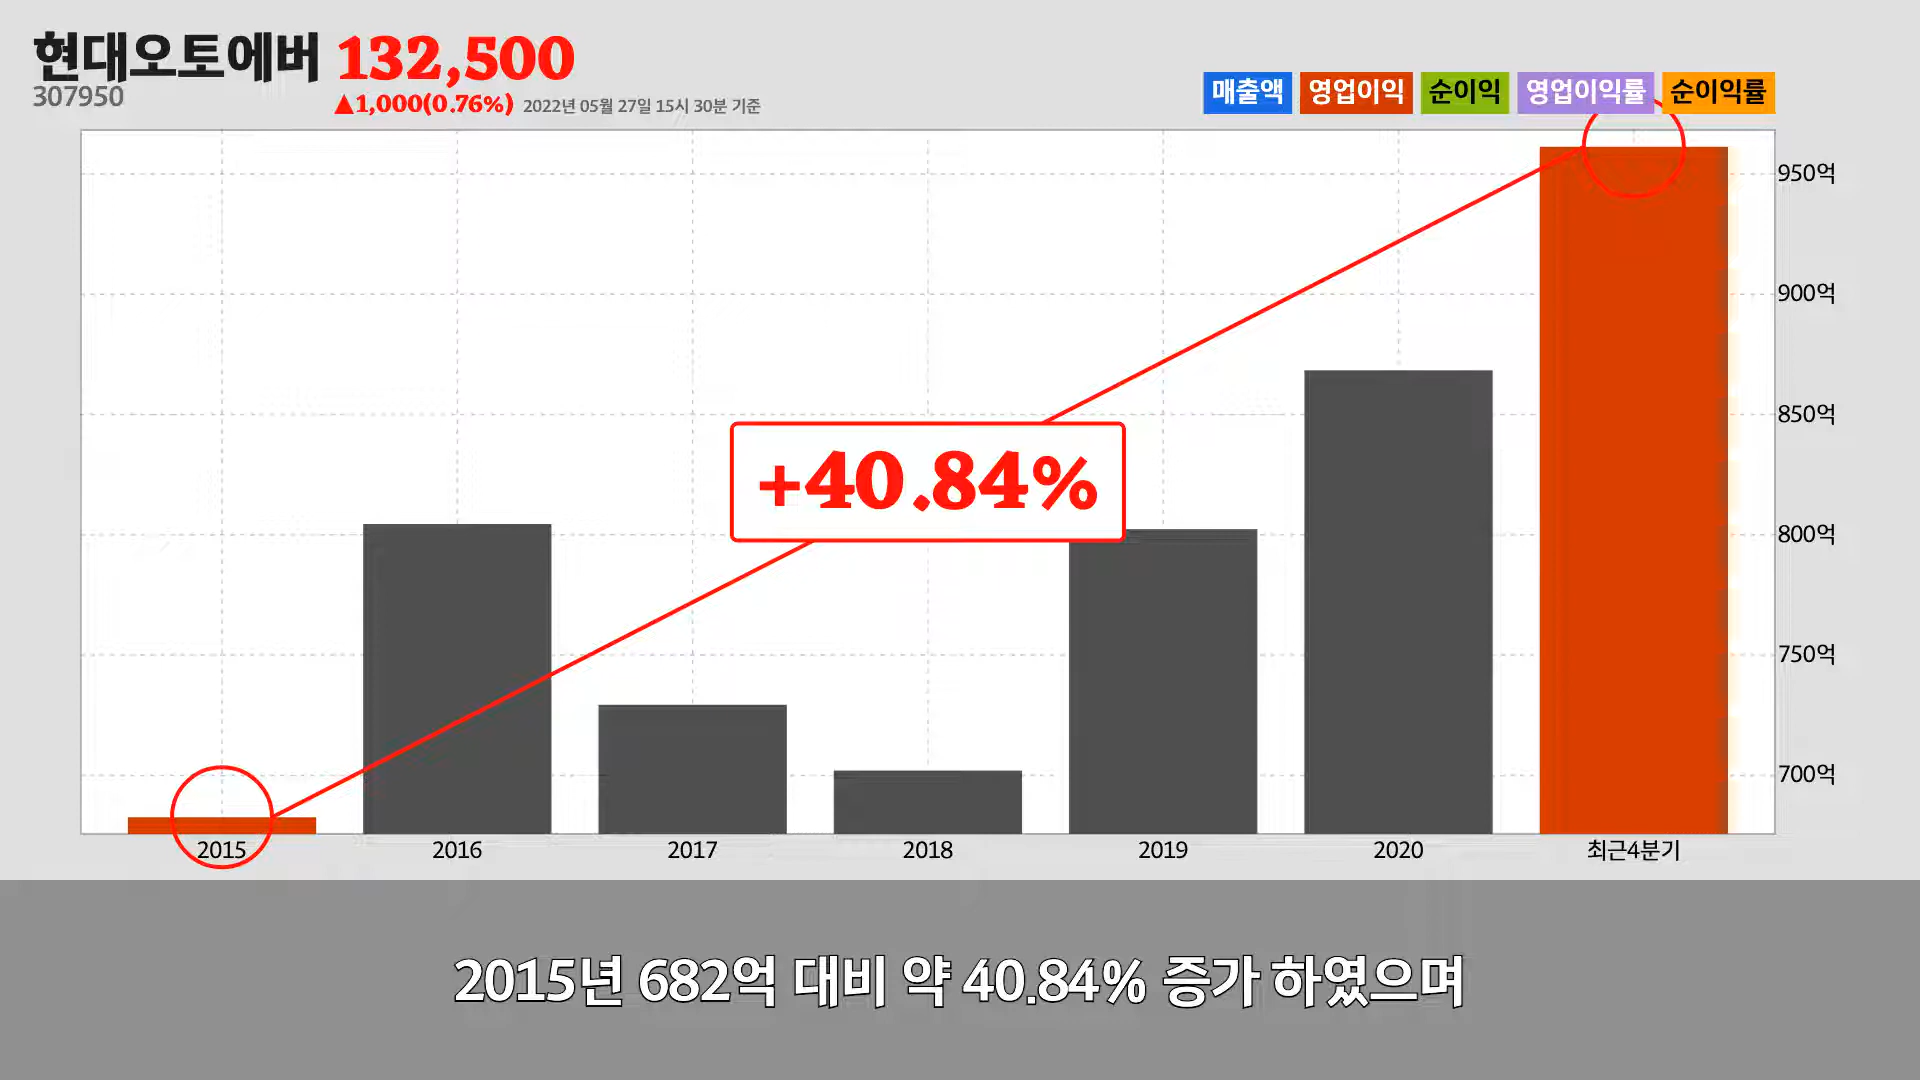 현대오토에버 132,500
307950
▲1,000(0.76%) 2022년 05월 27일 15시 30분 기준
매출액 영업이익 순이익 영업이익률 순이익률
950억
900억
850억
800억
750억
700억
+40.84%
2015 2016 2017 2018 2019 2020 최근4분기
2015년 682억 대비 약 40.84% 증가 하였으며